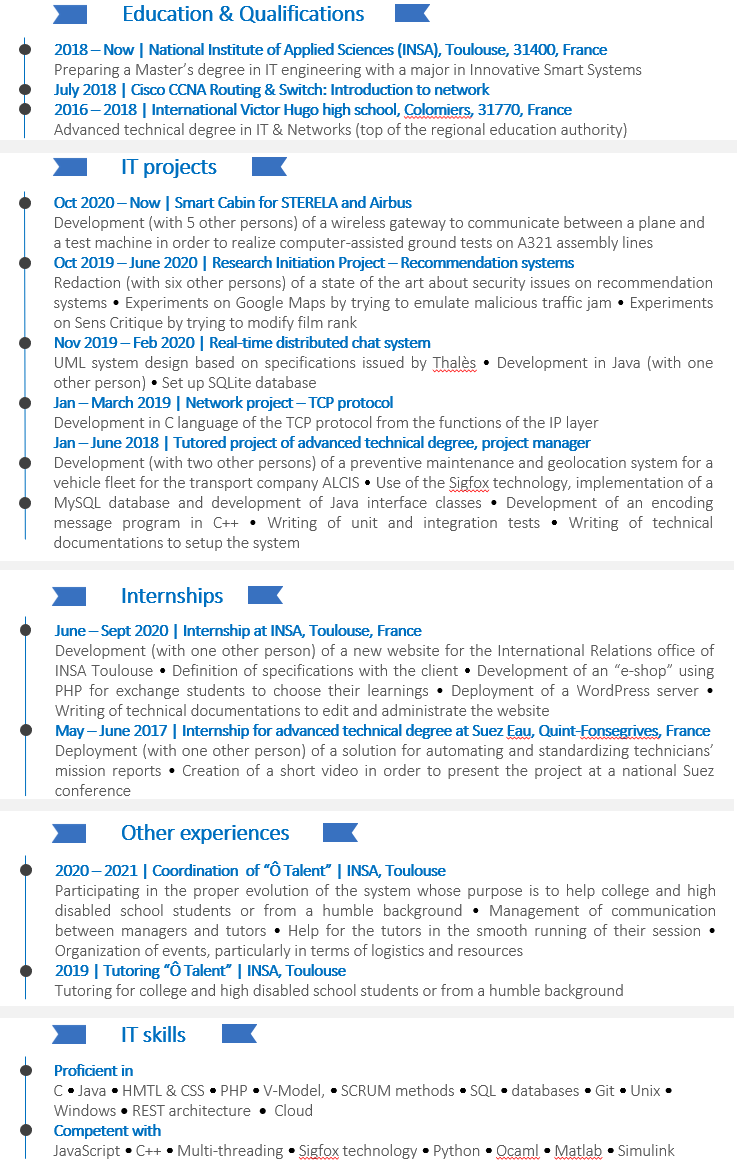 Education & Qualifications
2018 – Now | National Institute of Applied Sciences (INSA), Toulouse, 31400, France
Preparing a Master's degree in IT engineering with a major in Innovative Smart Systems
July 2018 | Cisco CCNA Routing & Switch: Introduction to network
2016 – 2018 | International Victor Hugo high school, Colomiers, 31770, France
Advanced technical degree in IT & Networks (top of the regional education authority)
IT projects
Oct 2020 – Now | Smart Cabin for STERELA and Airbus
Development (with 5 other persons) of a wireless gateway to communicate between a plane and
a test machine in order to realize computer-assisted ground tests on A321 assembly lines
Oct 2019 – June 2020 | Research Initiation Project – Recommendation systems
Redaction (with six other persons) of a state of the art about security issues on recommendation
systems • Experiments on Google Maps by trying to emulate malicious traffic jam • Experiments
on Sens Critique by trying to modify film rank
Nov 2019 – Feb 2020 | Real-time distributed chat system
UML system design based on specifications issued by Thalès • Development in Java (with one
other person) • Set up SQLite database
Jan – March 2019 | Network project – TCP protocol
Development in C language of the TCP protocol from the functions of the IP layer
Jan – June 2018 | Tutored project of advanced technical degree, project manager
Development (with two other persons) of a preventive maintenance and geolocation system for a
vehicle fleet for the transport company ALCIS • Use of the Sigfox technology, implementation of a
MySQL database and development of Java interface classes • Development of an encoding
message program in C++ • Writing of unit and integration tests • Writing of technical
documentations to setup the system
Internships
June – Sept 2020 | Internship at INSA, Toulouse, France
Development (with one other person) of a new website for the International Relations office of
INSA Toulouse • Definition of specifications with the client • Development of an “e-shop” using
PHP for exchange students to choose their learnings • Deployment of a WordPress server •
Writing of technical documentations to edit and administrate the website
May – June 2017 | Internship for advanced technical degree at Suez Eau, Quint-Fonsegrives, France
Deployment (with one other person) of a solution for automating and standardizing technicians’
mission reports • Creation of a short video in order to present the project at a national Suez
conference
Other experiences
2020 – 2021 | Coordination of “Ô Talent” | INSA, Toulouse
Participating in the proper evolution of the system whose purpose is to help college and high
disabled school students or from a humble background • Management of communication
between managers and tutors • Help for the tutors in the smooth running of their session •
Organization of events, particularly in terms of logistics and resources
2019 | Tutoring “Ô Talent” | INSA, Toulouse
Tutoring for college and high disabled school students or from a humble background
IT skills
Proficient in
C • Java • HMTL & CSS • PHP • V-Model, • SCRUM methods • SQL • databases • Git • Unix •
Windows • REST architecture • Cloud
Competent with
JavaScript • C++ • Multi-threading • Sigfox technology • Python • Ocaml • Matlab • Simulink